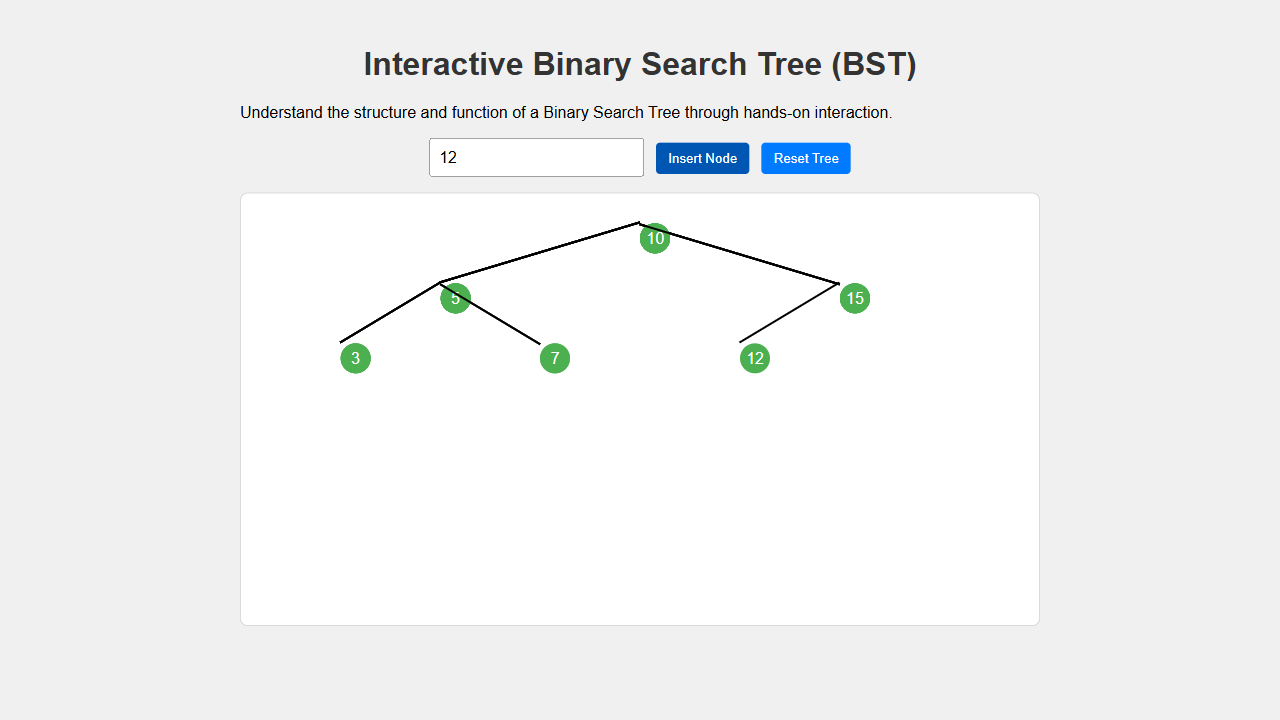 Interactive Binary Search Tree (BST)
Understand the structure and function of a Binary Search Tree through hands-on interaction.
12 Insert Node Reset Tree
10
5 15
3 7 12